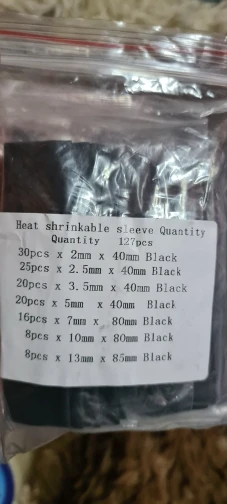 Heat shrinkable sleeve Quantity
Quantity 127pcs
30pcs x 2mm x 40mm Black
25pcs x 2.5mm x 40mm Black
20pcs x 3.5mm x 40mm Black
20pcs x 5mm x 40mm Black
16pcs x 7mm x 80mm Black
8pcs x 10mm x 80mm Black
8pcs x 13mm x 85mm Black